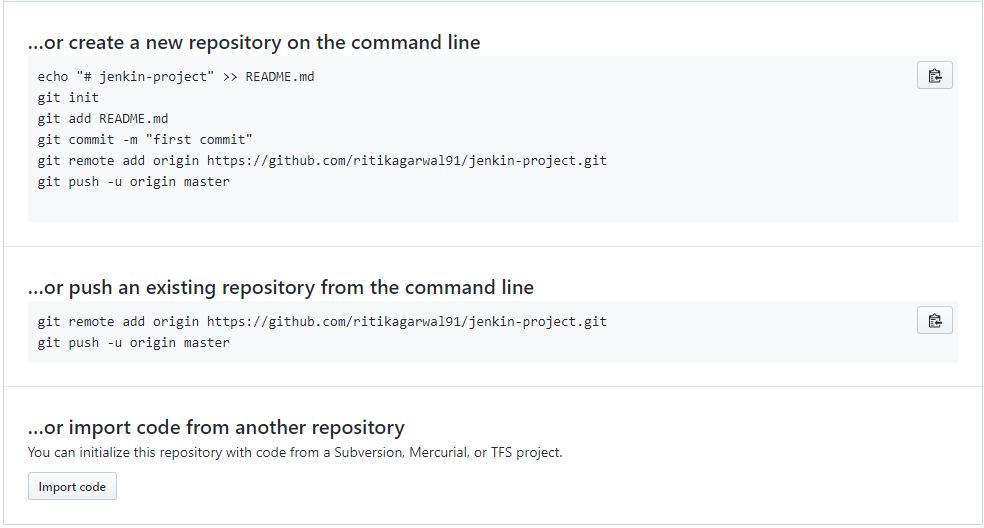 ...or create a new repository on the command line
echo "# jenkin-project" >> README.md
git init
git add README.md
git commit -m "first commit"
git remote add origin https://github.com/ritikagarwal91/jenkin-project.git
git push -u origin master
...or push an existing repository from the command line
git remote add origin https://github.com/ritikagarwal91/jenkin-project.git
git push -u origin master
...or import code from another repository
You can initialize this repository with code from a Subversion, Mercurial, or TFS project.
Import code